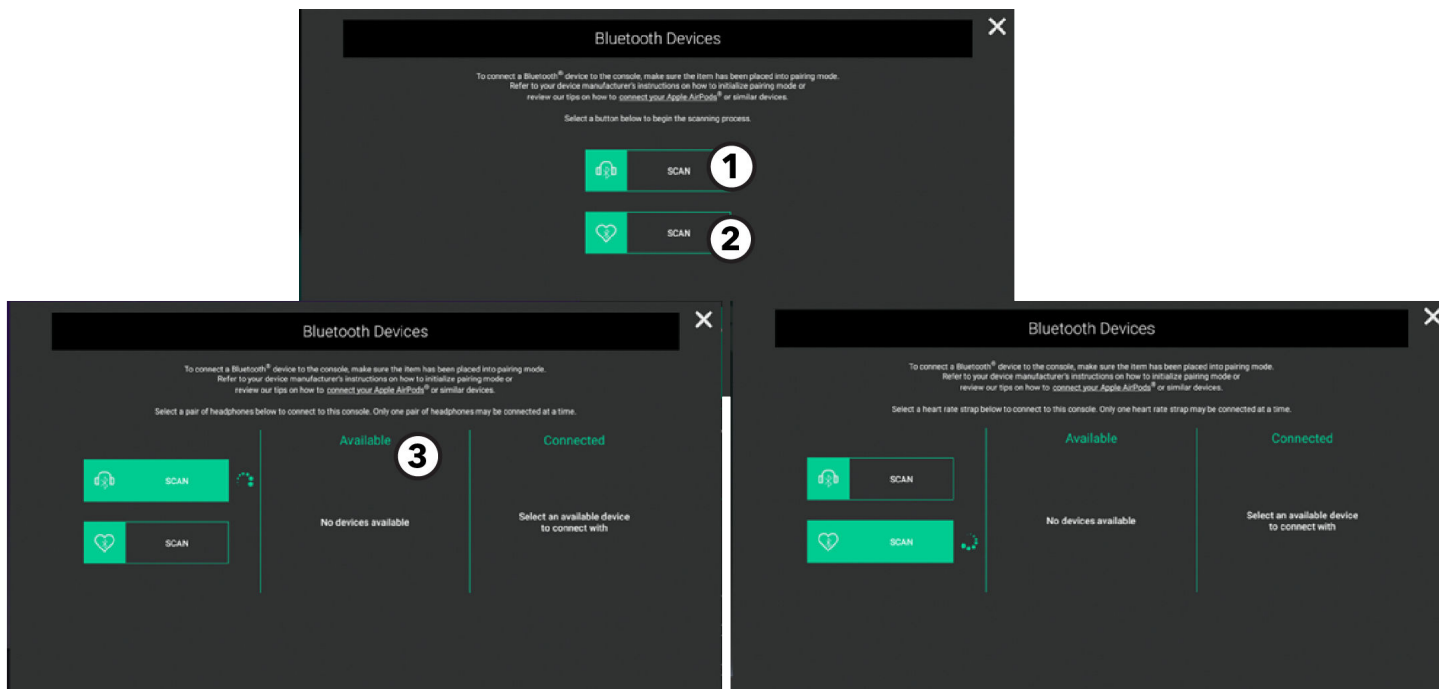 Bluetooth Devices
To connect a Bluetooth® device to the console, make sure the item has been placed into pairing mode.
Refer to your device manufacturer's instructions on how to initialize pairing mode or
review our tips on how to connect your Apple AirPods® or similar devices.
Select a button below to begin the scanning process.
SCAN
1
SCAN
2
Bluetooth Devices
To connect a Bluetooth® device to the console, make sure the item has been placed into pairing mode.
Refer to your device manufacturer's instructions on how to initialize pairing mode or
review our tips on how to connect your Apple AirPods® or similar devices.
Select a pair of headphones below to connect to this console. Only one pair of headphones may be connected at a time.
SCAN
SCAN
Available
3
No devices available
Connected
Select an available device
to connect with
Bluetooth Devices
To connect a Bluetooth® device to the console, make sure the item has been placed into pairing mode.
Refer to your device manufacturer's instructions on how to initialize pairing mode or
review our tips on how to connect your Apple AirPods® or similar devices.
Select a heart rate strap below to connect to this console. Only one heart rate strap may be connected at a time.
SCAN
SCAN
Available
No devices available
Connected
Select an available device
to connect with